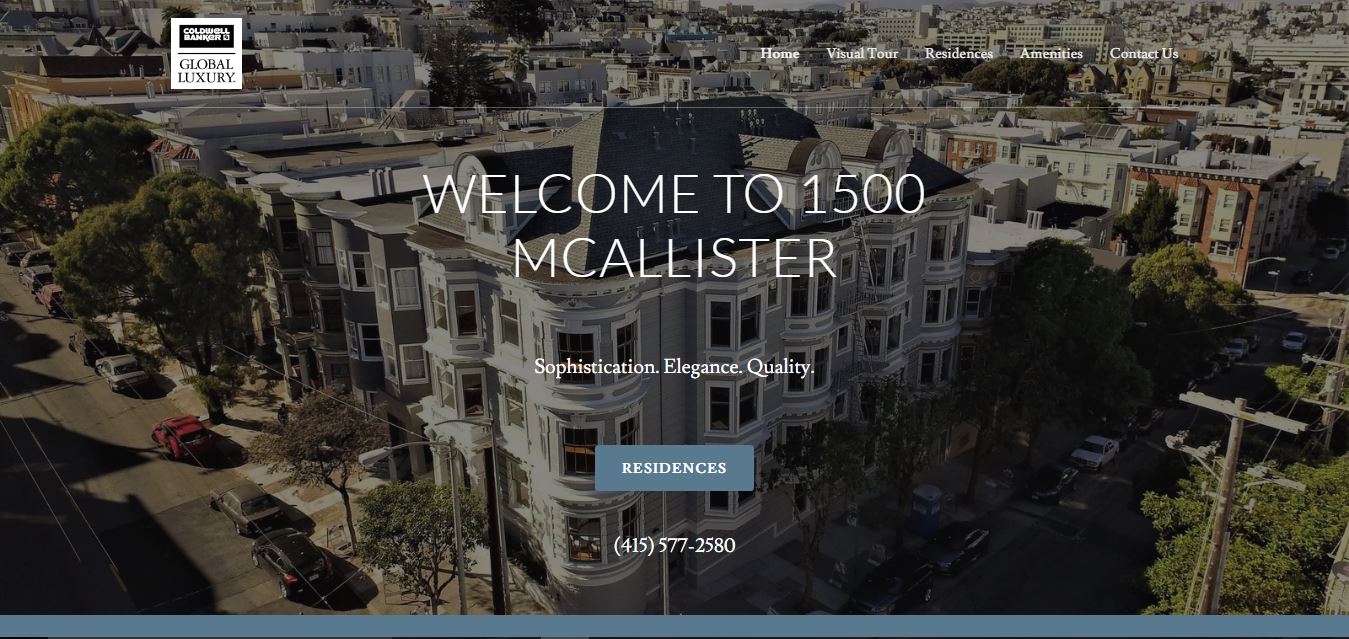 COLDWELL
BANKER
GLOBAL
LUXURY.
Home Visual Tour Residences Amenities Contact Us
WELCOME TO 1500
MCALLISTER
Sophistication. Elegance. Quality.
RESIDENCES
(415) 577-2580